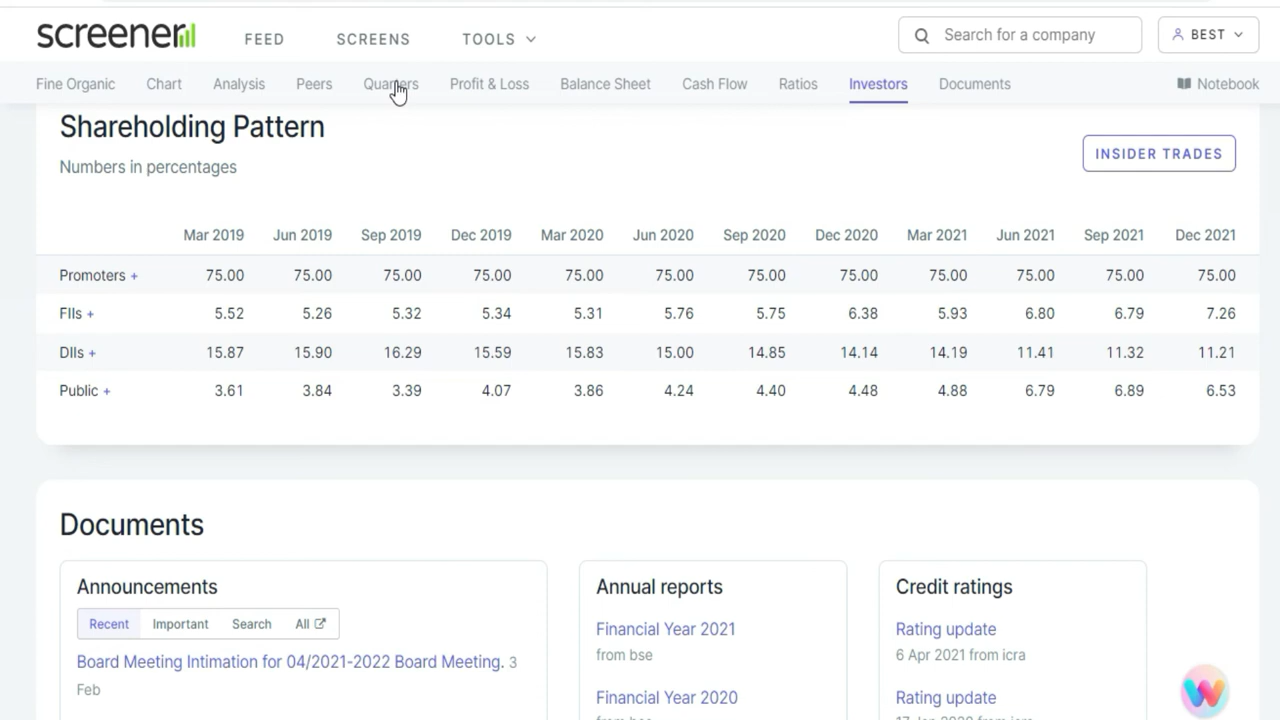 screener FEED SCREENS TOOLS Search for a company BEST
Fine Organic Chart Analysis Peers Quarters Profit & Loss Balance Sheet Cash Flow Ratios Investors Documents Notebook
Shareholding Pattern
Numbers in percentages
INSIDER TRADES
Mar 2019 Jun 2019 Sep 2019 Dec 2019 Mar 2020 Jun 2020 Sep 2020 Dec 2020 Mar 2021 Jun 2021 Sep 2021 Dec 2021
Promoters + 75.00 75.00 75.00 75.00 75.00 75.00 75.00 75.00 75.00 75.00 75.00 75.00
FIIs + 5.52 5.26 5.32 5.34 5.31 5.76 5.75 6.38 5.93 6.80 6.79 7.26
DIIs + 15.87 15.90 16.29 15.59 15.83 15.00 14.85 14.14 14.19 11.41 11.32 11.21
Public + 3.61 3.84 3.39 4.07 3.86 4.24 4.40 4.48 4.88 6.79 6.89 6.53
Documents
Announcements
Recent Important Search All
Board Meeting Intimation for 04/2021-2022 Board Meeting. 3
Feb
Annual reports
Financial Year 2021
from bse
Financial Year 2020
from bse
Credit ratings
Rating update
6 Apr 2021 from icra
Rating update